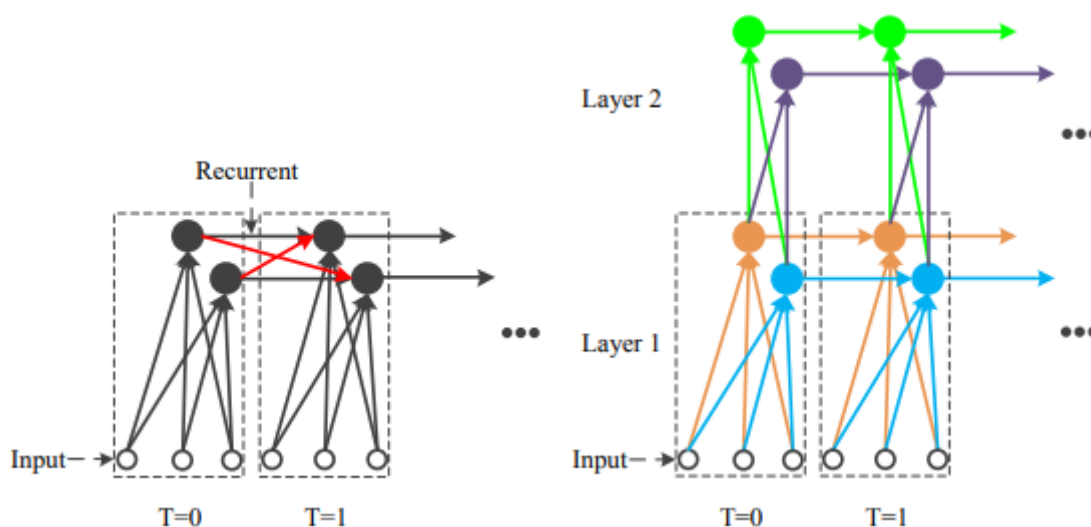 Recurrent
Input
T=0
T=1
...
Layer 2
Layer 1
Input
T=0
T=1
...
...